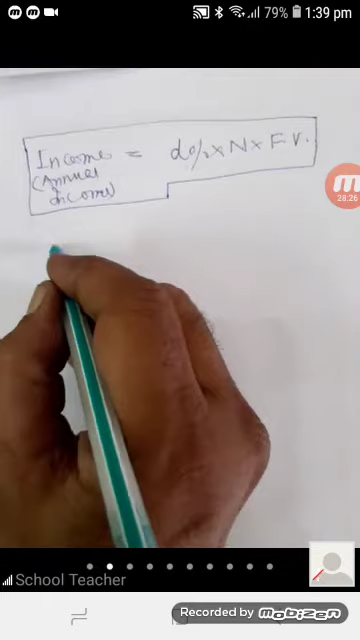 79% 1:39 pm
Income = d% x N x F V.
(Annual
Income)
28:26
School Teacher
Recorded by mobizen